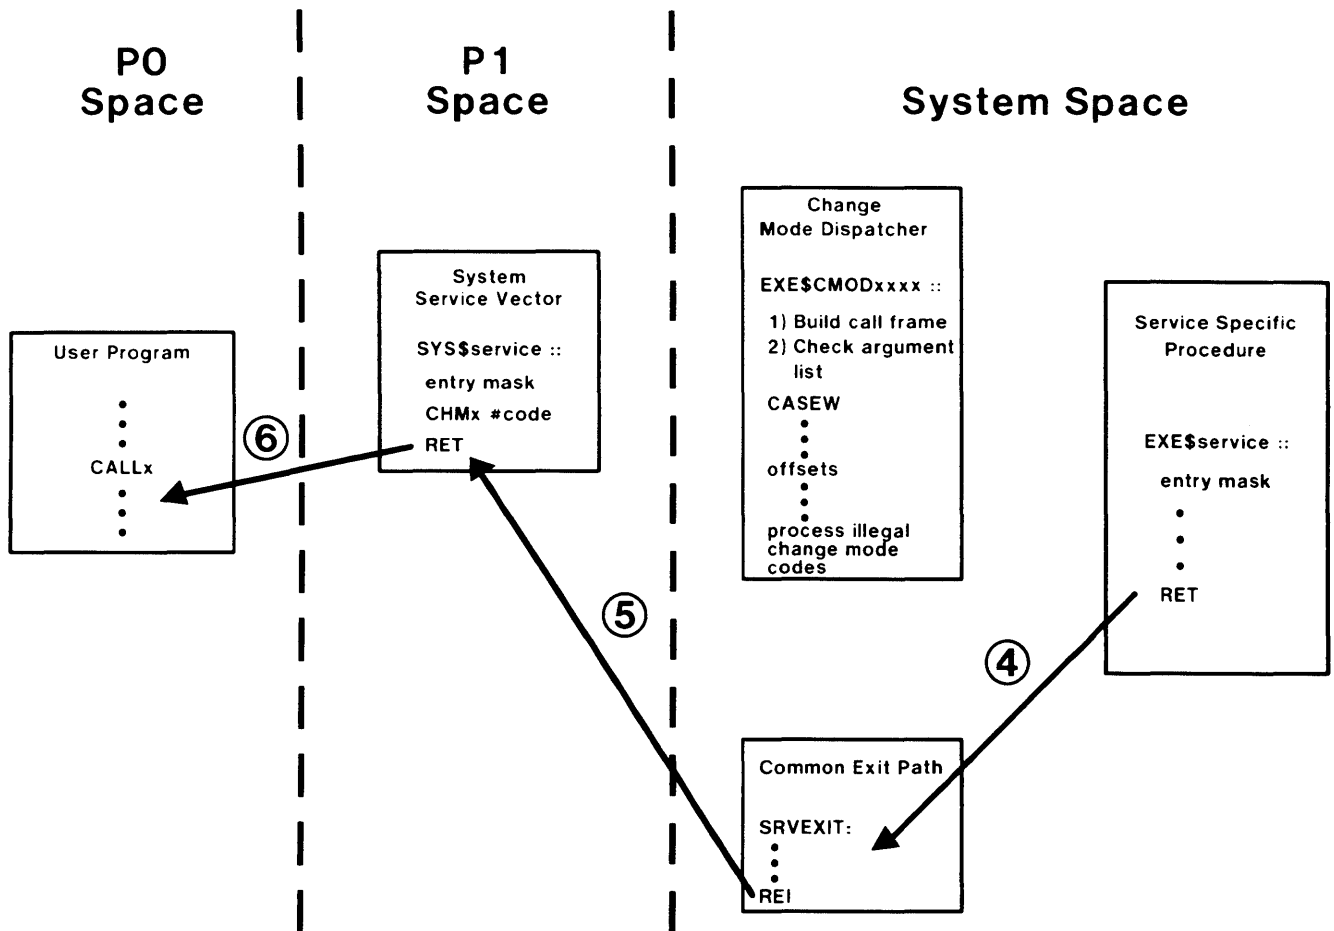 P0
Space
P1
Space
System Space
User Program
CALLx
⑥
System
Service Vector
SYS$service ::
entry mask
CHMx #code
RET
⑤
Change
Mode Dispatcher
EXE$CMODxxxx ::
1) Build call frame
2) Check argument
list
CASEW
offsets
process illegal
change mode
codes
Service Specific
Procedure
EXE$service ::
entry mask
RET
④
Common Exit Path
SRVEXIT:
REI